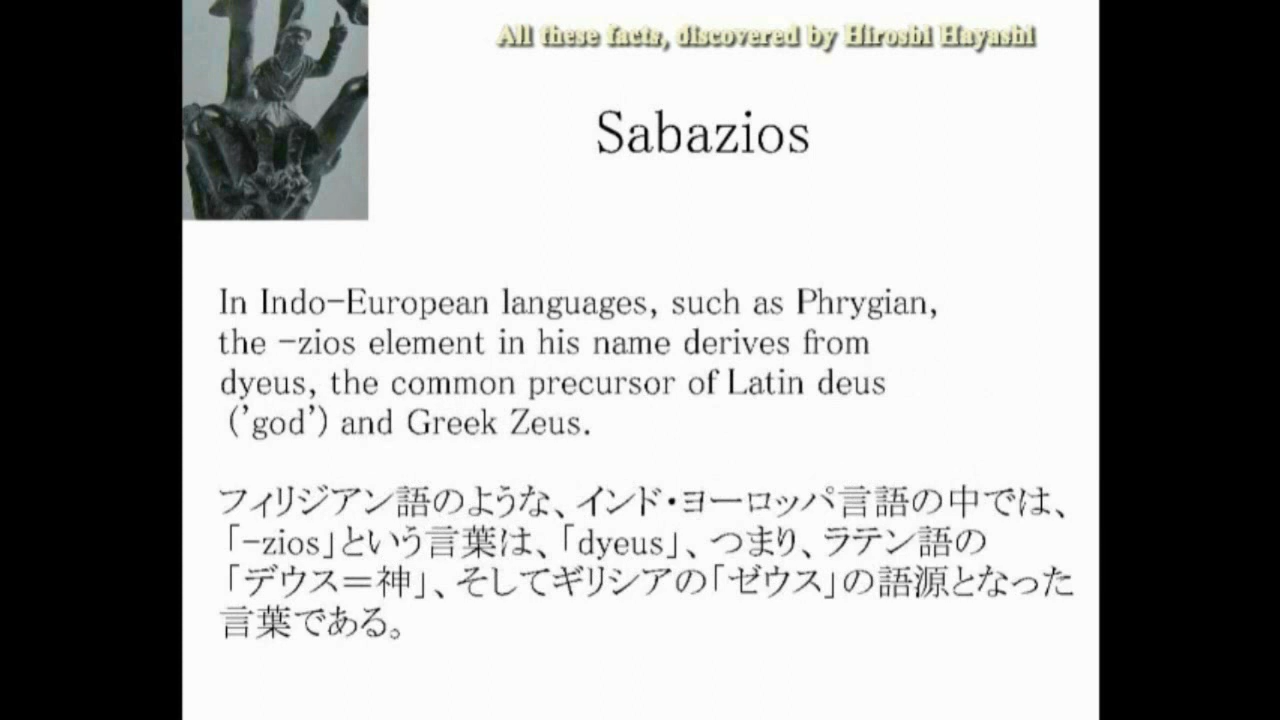 All these facts, discovered by Hiroshi Hayashi
Sabazios
In Indo-European languages, such as Phrygian,
the -zios element in his name derives from
dyeus, the common precursor of Latin deus
('god') and Greek Zeus.
フィリジアン語のような、インド・ヨーロッパ言語の中では、
「-zios」という言葉は、「dyeus」、つまり、ラテン語の
「デウス＝神」、そしてギリシアの「ゼウス」の語源となった
言葉である。